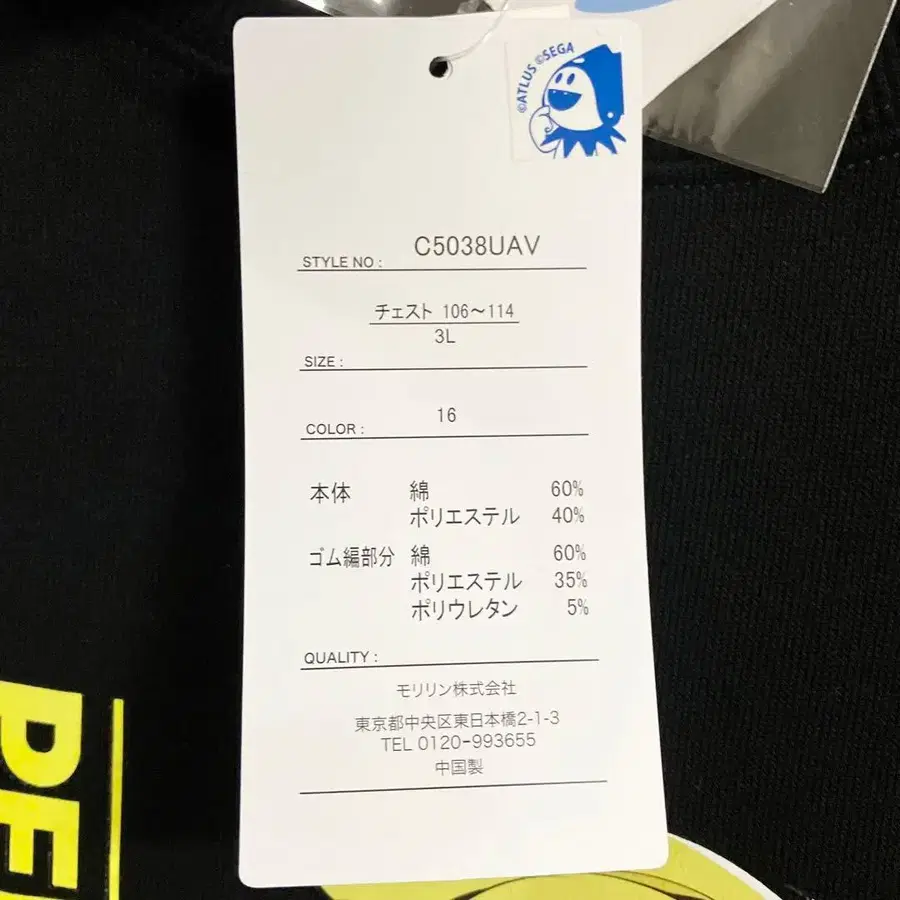 ©ATLUS ©SEGA
STYLE NO : C5038UAV
チェスト 106〜114
3L
SIZE :
COLOR : 16
本体 綿 60%
ポリエステル 40%
ゴム編部分 綿 60%
ポリエステル 35%
ポリウレタン 5%
QUALITY :
モリリン株式会社
東京都中央区東日本橋2-1-3
TEL 0120-993655
中国製